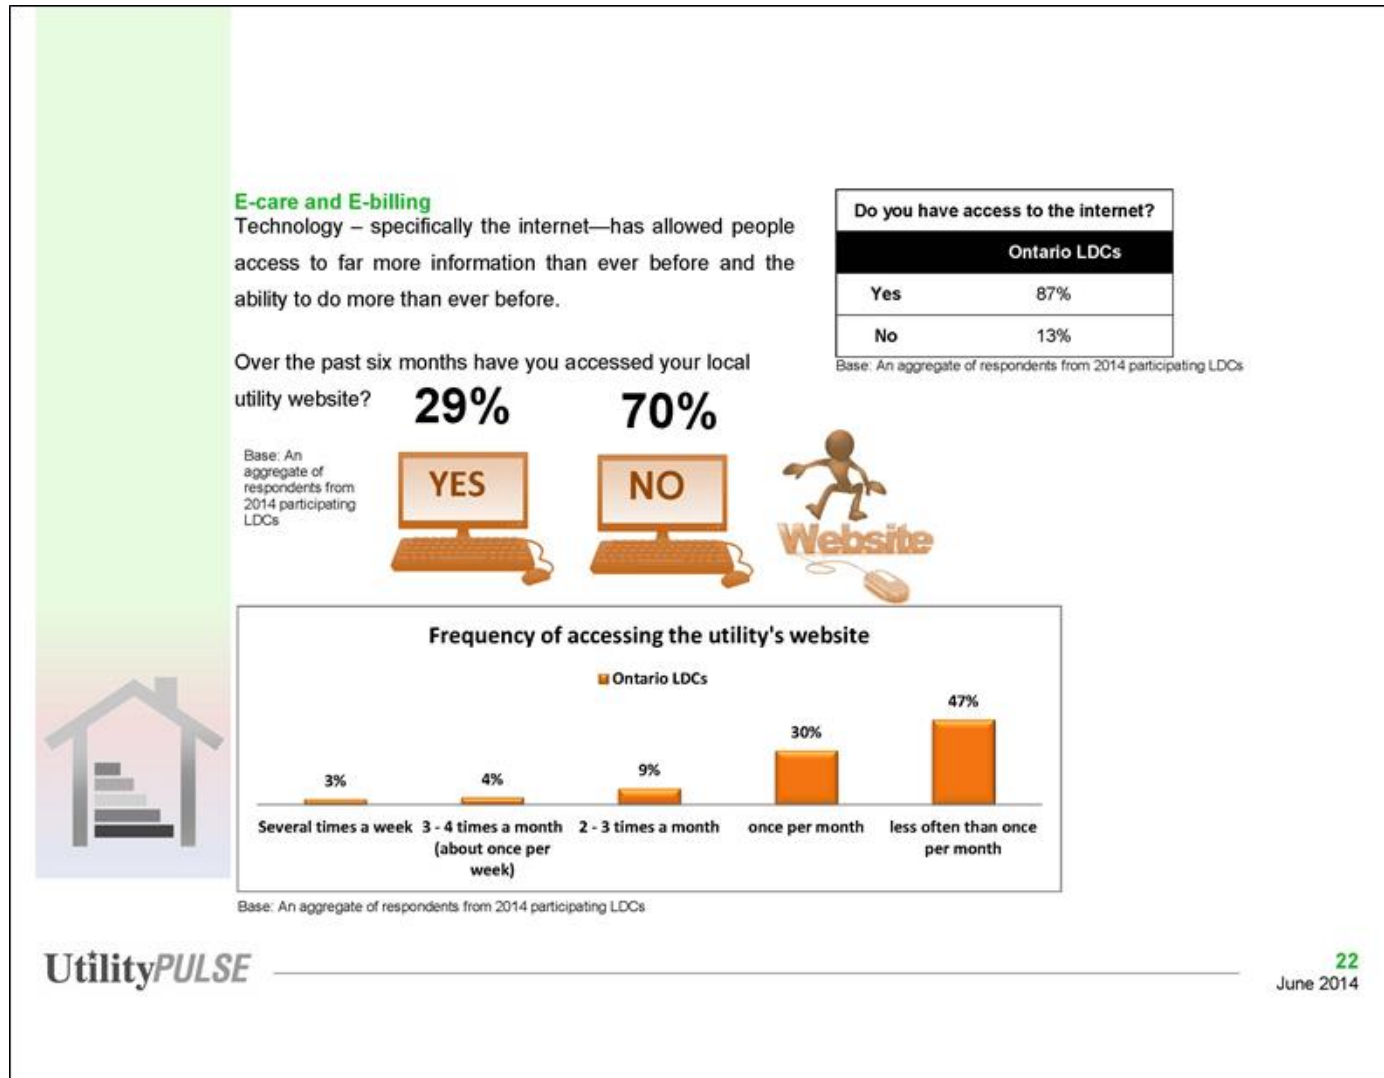 E-care and E-billing
Technology – specifically the internet—has allowed people
access to far more information than ever before and the
ability to do more than ever before.
Do you have access to the internet?
Ontario LDCs
Yes 87%
No 13%
Base: An aggregate of respondents from 2014 participating LDCs
Over the past six months have you accessed your local
utility website?
29% 70%
Base: An
aggregate of
respondents from
2014 participating
LDCs
YES
NO
Website
Frequency of accessing the utility's website
Ontario LDCs
3% 4% 9% 30% 47%
Several times a week 3 - 4 times a month 2 - 3 times a month once per month less often than once
(about once per per month
week)
Base: An aggregate of respondents from 2014 participating LDCs
UtilityPULSE
22
June 2014